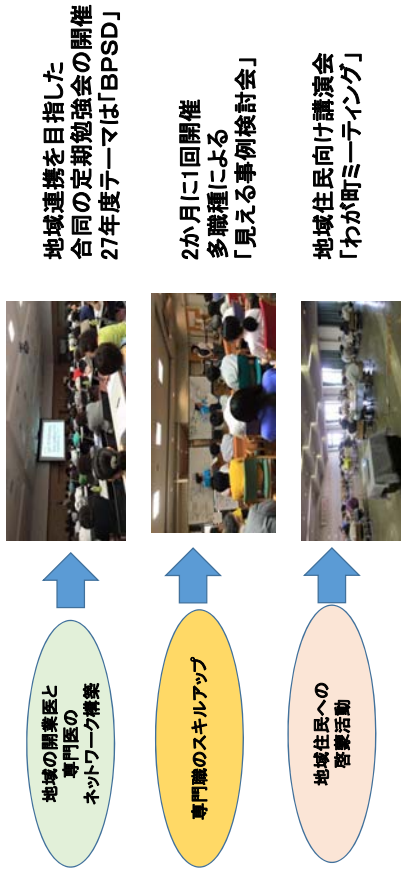 地域の開業医と
専門医の
ネットワーク構築
地域連携を目指した
合同の定期勉強会の開催
27年度テーマは「BPSD」
専門職のスキルアップ
2か月に1回開催
多職種による
「見える事例検討会」
地域住民への
啓蒙活動
地域住民向け講演会
「わが町ミーティング」